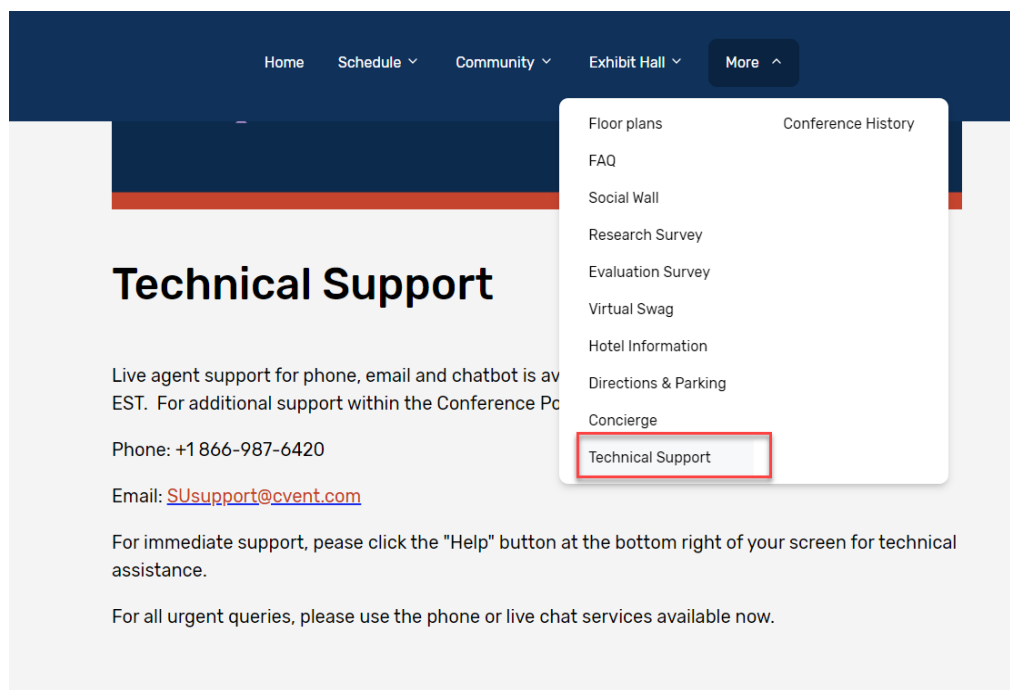 Home Schedule Community Exhibit Hall More
Floor plans Conference History
FAQ
Social Wall
Research Survey
Evaluation Survey
Virtual Swag
Hotel Information
Directions & Parking
Concierge
Technical Support
Technical Support
Live agent support for phone, email and chatbot is
EST. For additional support within the Conference
Phone: +1 866-987-6420
Email: SUsupport@cvent.com
For immediate support, pease click the "Help" button at the bottom right of your screen for technical
assistance.
For all urgent queries, please use the phone or live chat services available now.